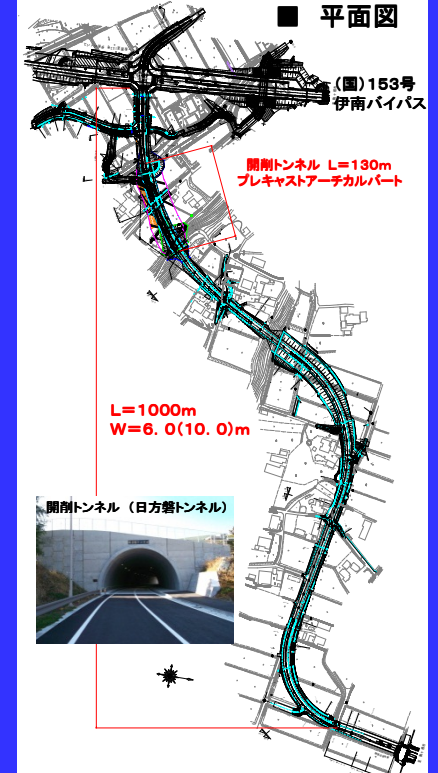 ■ 平面図
(国)153号
伊南バイパス
開削トンネル L=130m
プレキャストアーチカルバート
L=1000m
W=6.0(10.0)m
開削トンネル (日方磐トンネル)